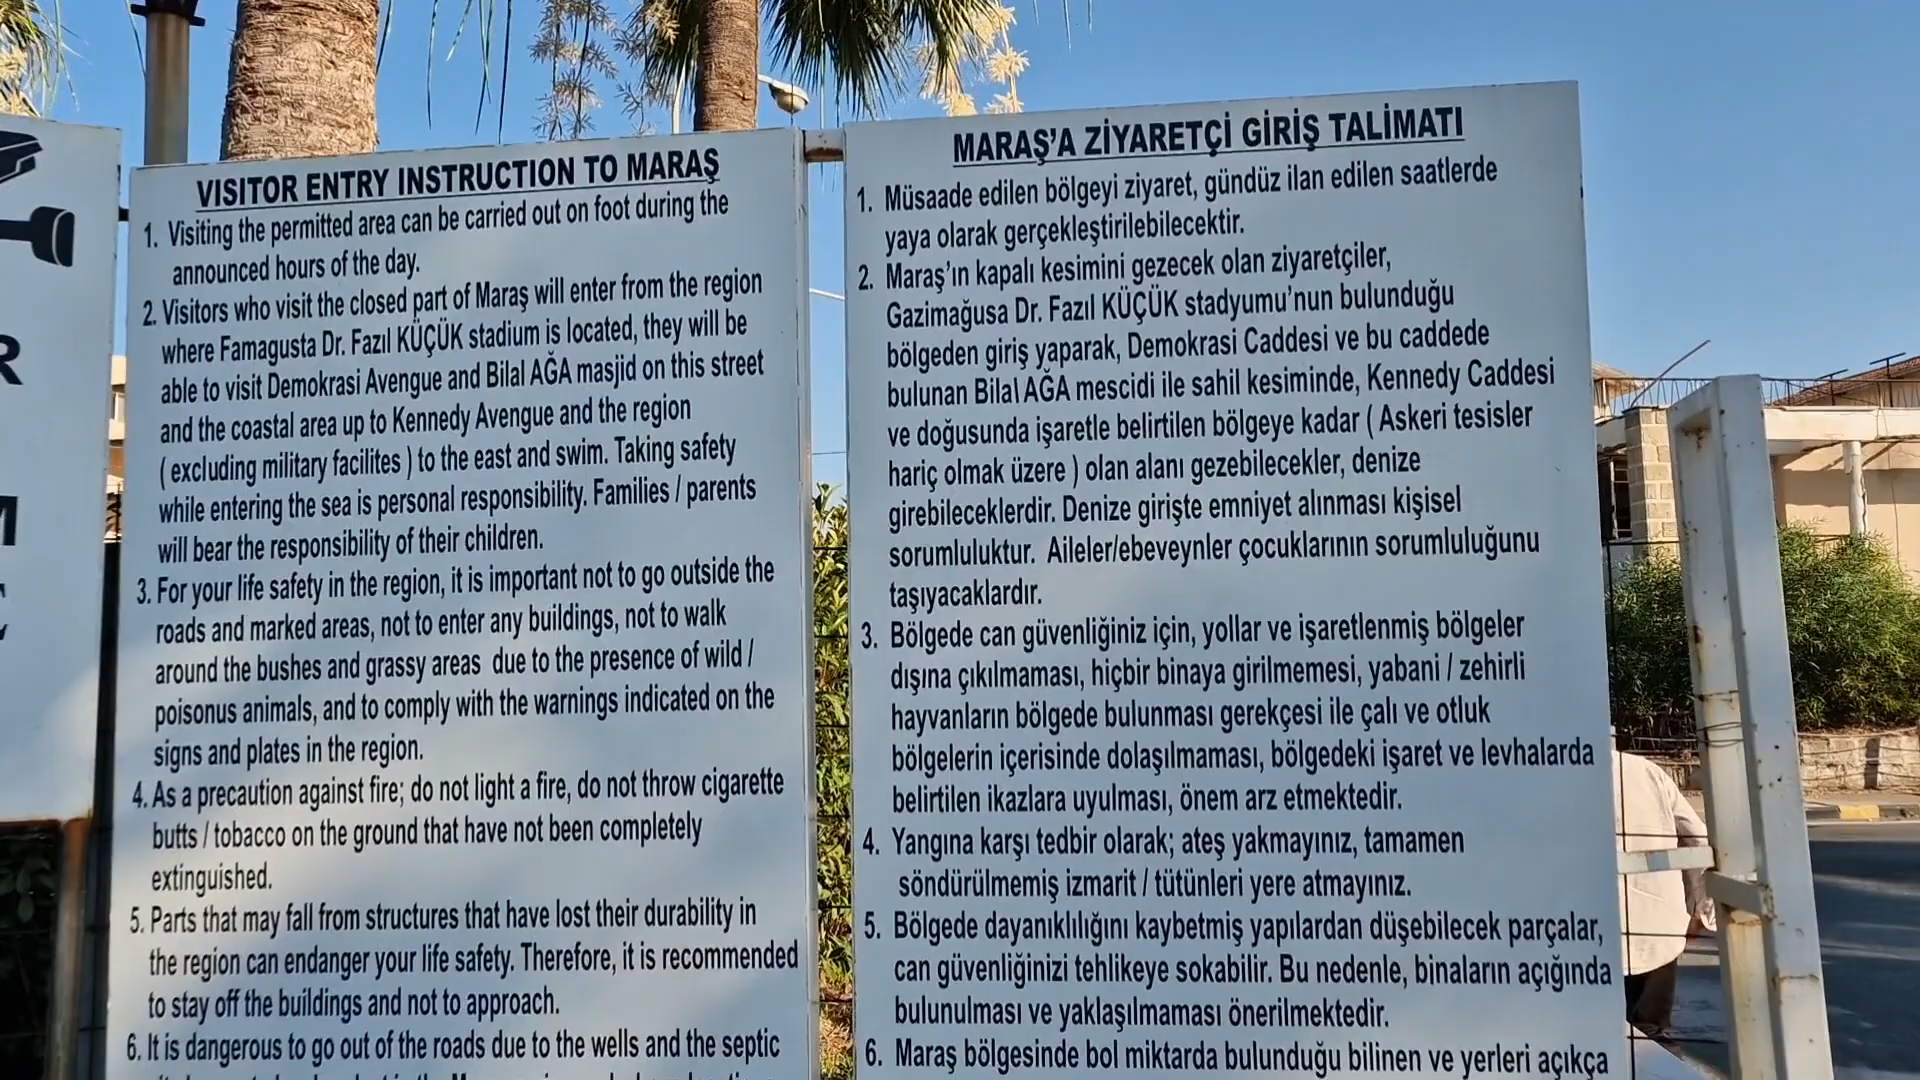 VISITOR ENTRY INSTRUCTION TO MARAŞ
1. Visiting the permitted area can be carried out on foot during the
announced hours of the day.
2. Visitors who visit the closed part of Maraş will enter from the region
where Famagusta Dr. Fazıl KÜÇÜK stadium is located, they will be
able to visit Demokrasi Avengue and Bilal AĞA masjid on this street
and the coastal area up to Kennedy Avengue and the region
( excluding military facilites ) to the east and swim. Taking safety
while entering the sea is personal responsibility. Families / parents
will bear the responsibility of their children.
3. For your life safety in the region, it is important not to go outside the
roads and marked areas, not to enter any buildings, not to walk
around the bushes and grassy areas due to the presence of wild /
poisonus animals, and to comply with the warnings indicated on the
signs and plates in the region.
4. As a precaution against fire; do not light a fire, do not throw cigarette
butts / tobacco on the ground that have not been completely
extinguished.
5. Parts that may fall from structures that have lost their durability in
the region can endanger your life safety. Therefore, it is recommended
to stay off the buildings and not to approach.
6. It is dangerous to go out of the roads due to the wells and the septic
MARAŞ'A ZİYARETÇİ GİRİŞ TALİMATI
1. Müsaade edilen bölgeyi ziyaret, gündüz ilan edilen saatlerde
yaya olarak gerçekleştirilebilecektir.
2. Maraş'ın kapalı kesimini gezecek olan ziyaretçiler,
Gazimağusa Dr. Fazıl KÜÇÜK stadyumu'nun bulunduğu
bölgeden giriş yaparak, Demokrasi Caddesi ve bu caddede
bulunan Bilal AĞA mescidi ile sahil kesiminde, Kennedy Caddesi
ve doğusunda işaretle belirtilen bölgeye kadar ( Askeri tesisler
hariç olmak üzere ) olan alanı gezebilecekler, denize
girebileceklerdir. Denize girişte emniyet alınması kişisel
sorumluluktur. Aileler/ebeveynler çocuklarının sorumluluğunu
taşıyacaklardır.
3. Bölgede can güvenliğiniz için, yollar ve işaretlenmiş bölgeler
dışına çıkılmaması, hiçbir binaya girilmemesi, yabani / zehirli
hayvanların bölgede bulunması gerekçesi ile çalı ve otluk
bölgelerin içerisinde dolaşılmaması, bölgedeki işaret ve levhalarda
belirtilen ikazlara uyulması, önem arz etmektedir.
4. Yangına karşı tedbir olarak; ateş yakmayınız, tamamen
söndürülmemiş izmarit / tütünleri yere atmayınız.
5. Bölgede dayanıklılığını kaybetmiş yapılardan düşebilecek parçalar,
can güvenliğinizi tehlikeye sokabilir. Bu nedenle, binaların açığında
bulunulması ve yaklaşılmaması önerilmektedir.
6. Maraş bölgesinde bol miktarda bulunduğu bilinen ve yerleri açıkça